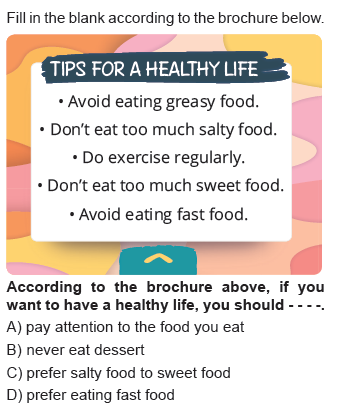 Fill in the blank according to the brochure below.
TIPS FOR A HEALTHY LIFE
• Avoid eating greasy food.
• Don’t eat too much salty food.
• Do exercise regularly.
• Don’t eat too much sweet food.
• Avoid eating fast food.
According to the brochure above, if you
want to have a healthy life, you should - - - -.
A) pay attention to the food you eat
B) never eat dessert
C) prefer salty food to sweet food
D) prefer eating fast food